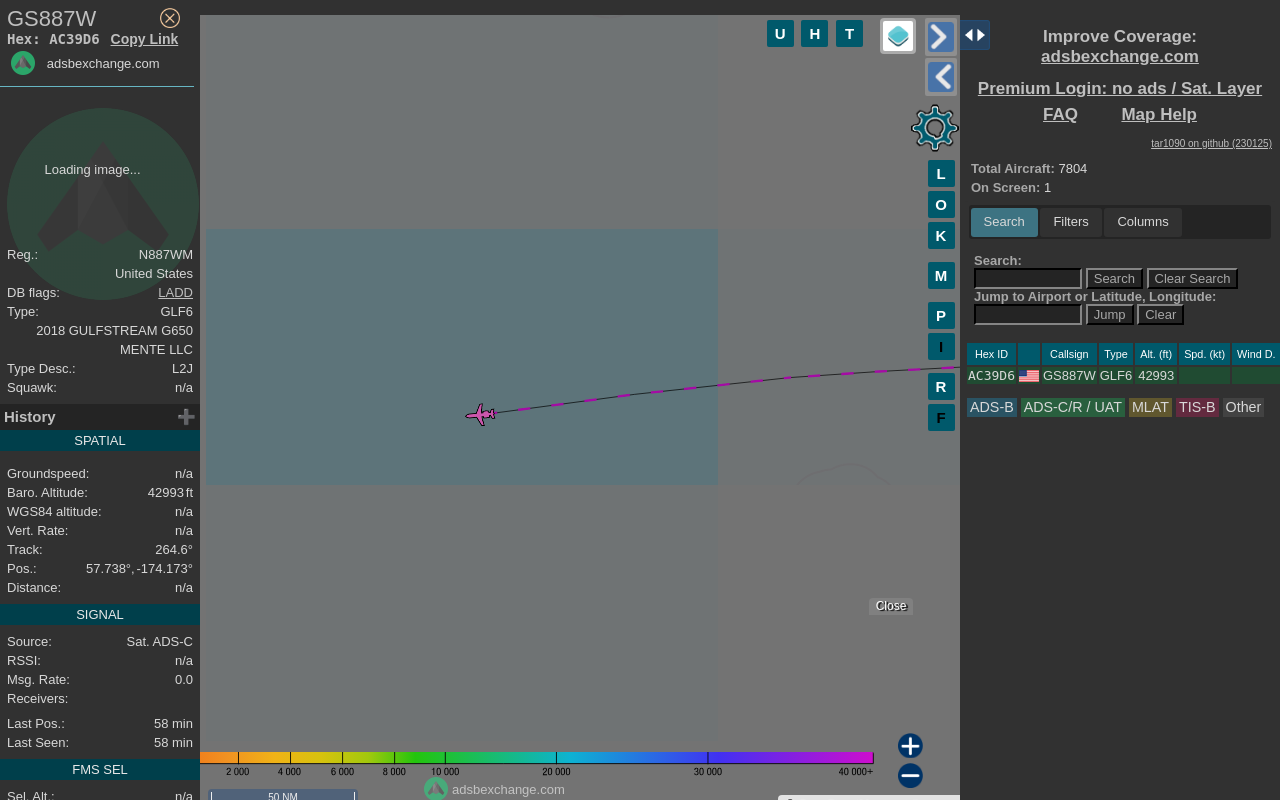 GS887W
Hex: AC39D6 Copy Link
adsbexchange.com
Loading image...
Reg.: N887WM
United States
DB flags: LADD
Type: GLF6
2018 GULFSTREAM G650
MENTE LLC
Type Desc.: L2J
Squawk: n/a
History
SPATIAL
Groundspeed: n/a
Baro. Altitude: 42993 ft
WGS84 altitude: n/a
Vert. Rate: n/a
Track: 264.6°
Pos.: 57.738°, -174.173°
Distance: n/a
SIGNAL
Source: Sat. ADS-C
RSSI: n/a
Msg. Rate: 0.0
Receivers:
Last Pos.: 58 min
Last Seen: 58 min
FMS SEL
Sel. Alt.: n/a
U H T
L
O
K
M
P
I
R
F
Close
2 000 4 000 6 000 8 000 10 000 20 000 30 000 40 000+
adsbexchange.com
50 NM
Improve Coverage:
adsbexchange.com
Premium Login: no ads / Sat. Layer
FAQ Map Help
tar1090 on github (230125)
Total Aircraft: 7804
On Screen: 1
Search Filters Columns
Search:
Search Clear Search
Jump to Airport or Latitude, Longitude:
Jump Clear
Hex ID Callsign Type Alt. (ft) Spd. (kt) Wind D.
AC39D6 GS887W GLF6 42993
ADS-B ADS-C/R / UAT MLAT TIS-B Other